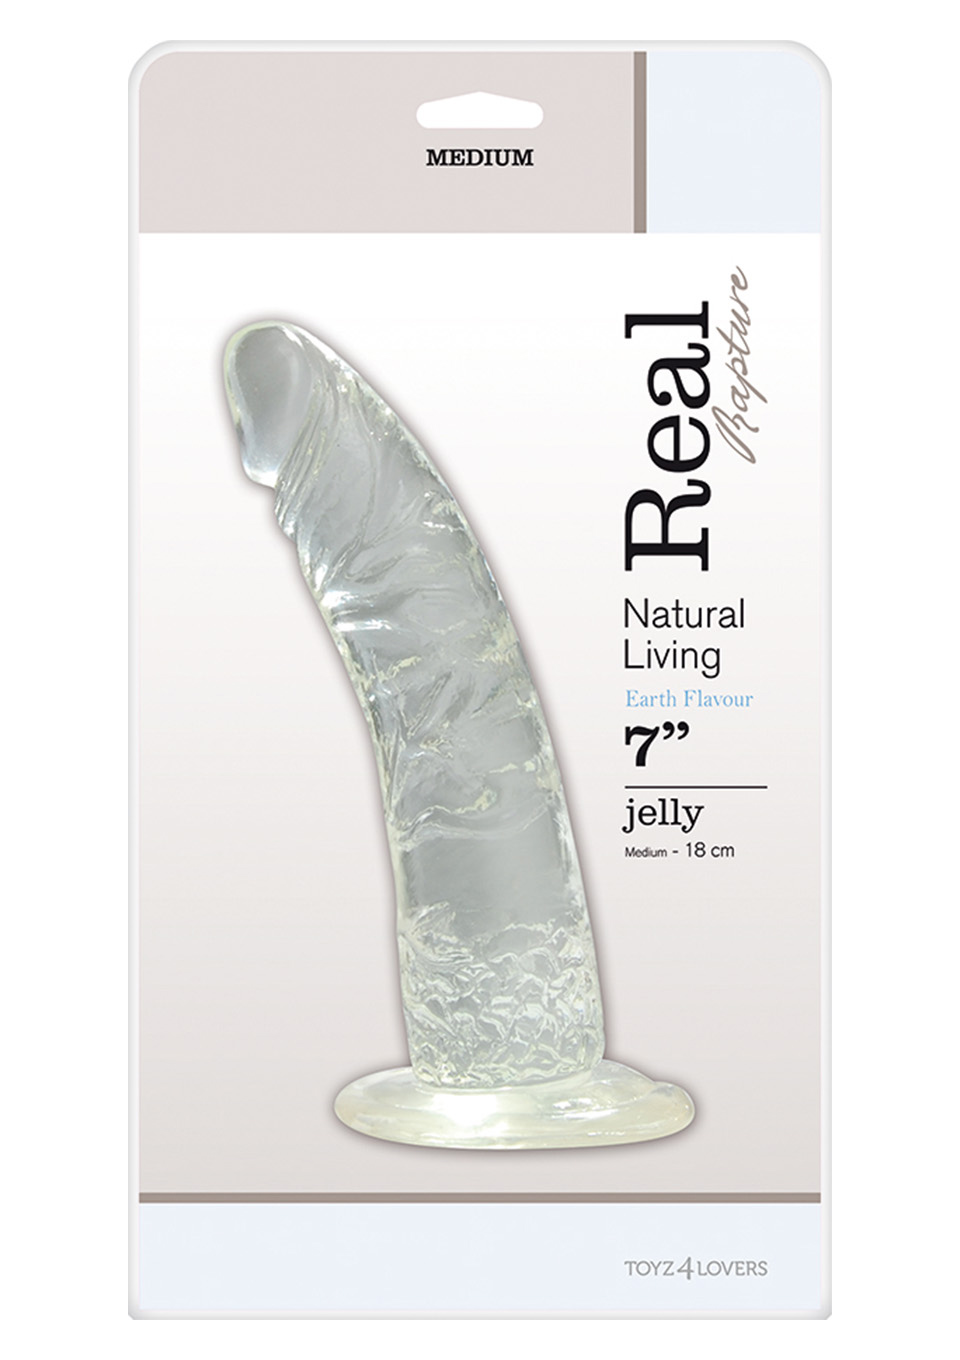 MEDIUM
Real
Rapture
Natural
Living
Earth Flavour
7”
jelly
Medium - 18 cm
TOYZ4LOVERS